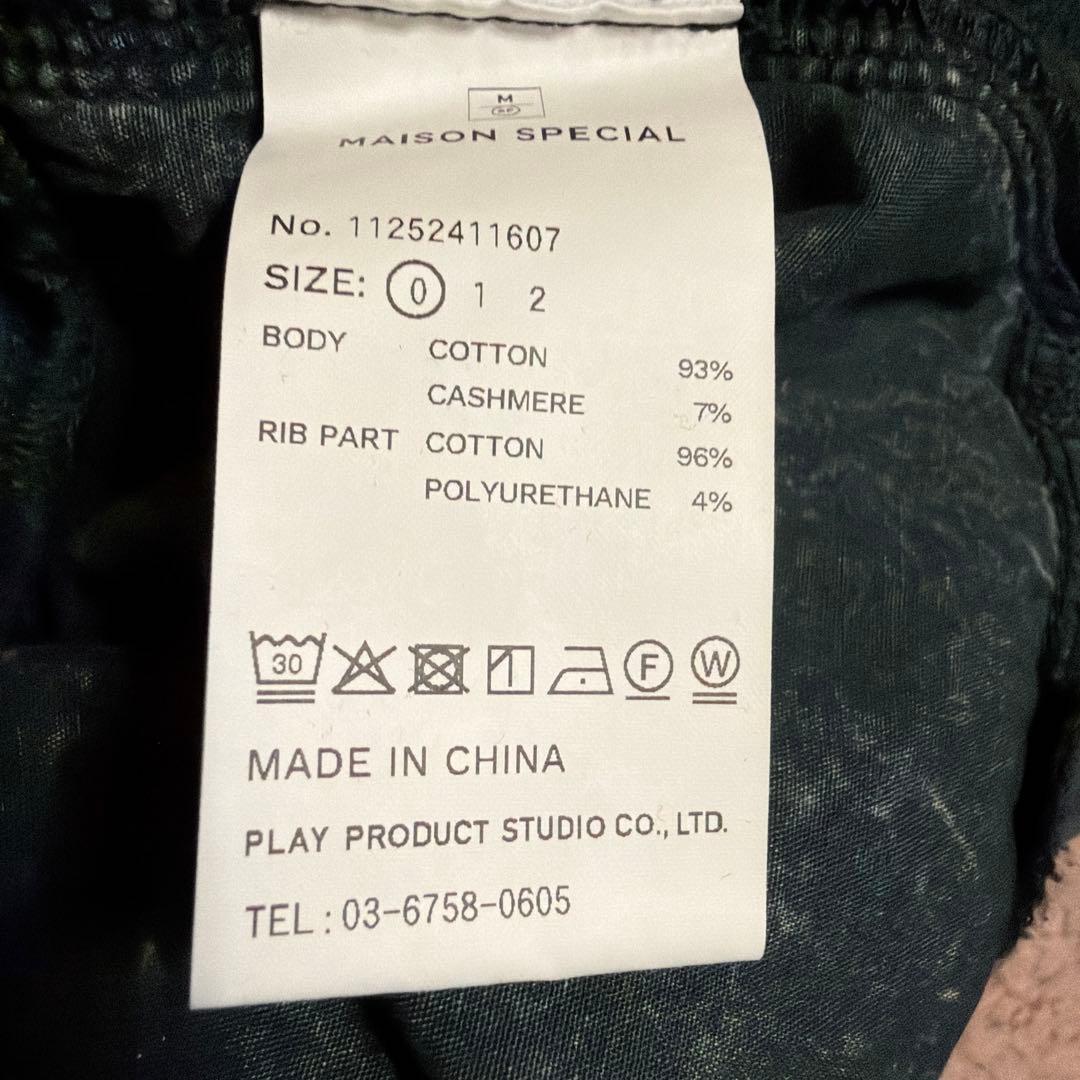 M
MAISON SPECIAL
No. 11252411607
SIZE: 0 1 2
BODY COTTON 93%
CASHMERE 7%
RIB PART COTTON 96%
POLYURETHANE 4%
30 F W
MADE IN CHINA
PLAY PRODUCT STUDIO CO., LTD.
TEL : 03-6758-0605